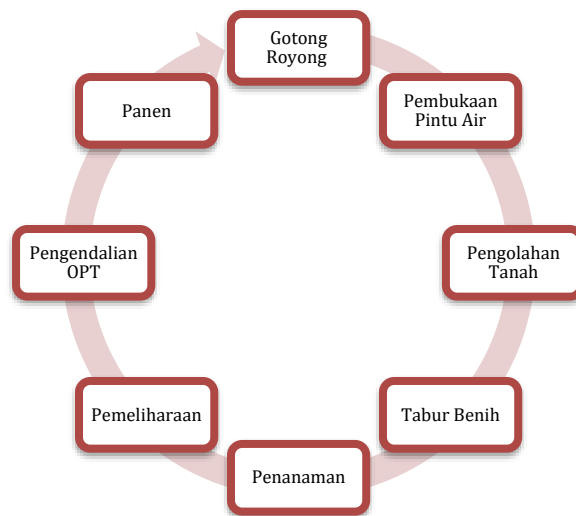 Gotong
Royong
Pembukaan
Pintu Air
Pengolahan
Tanah
Tabur Benih
Penanaman
Pemeliharaan
Pengendalian
OPT
Panen